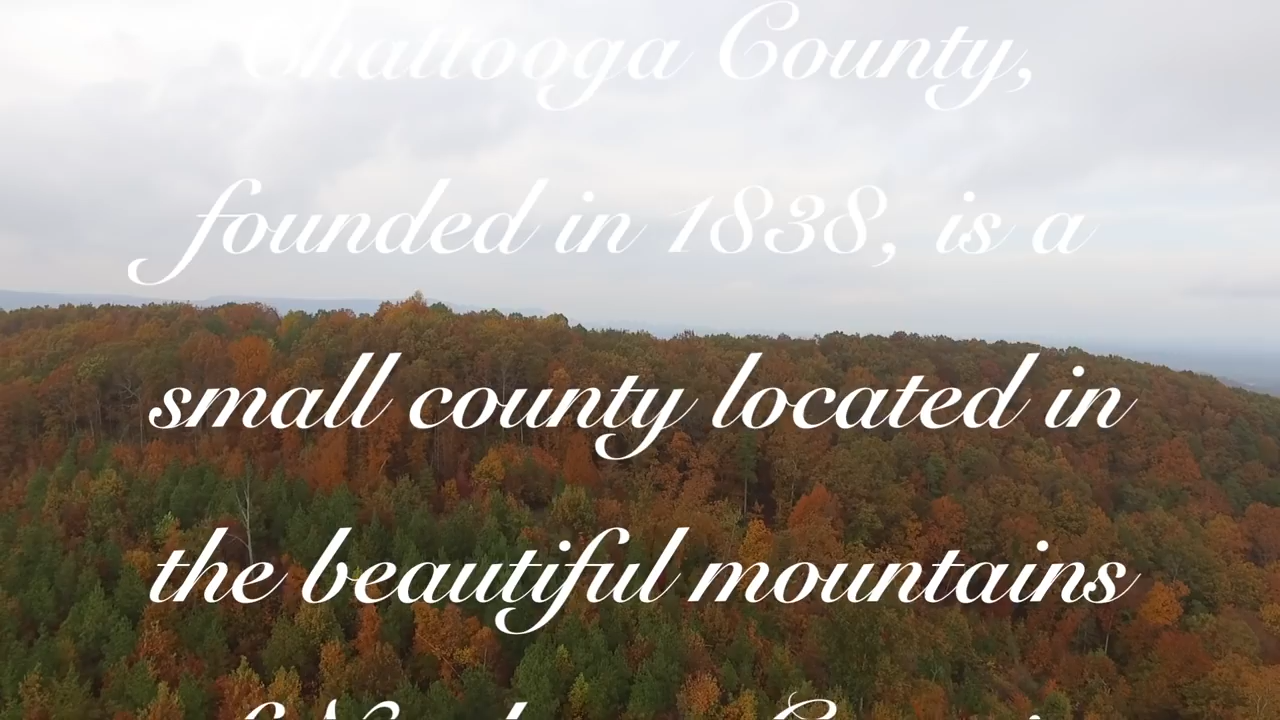 Chattooga County,
founded in 1838, is a
small county located in
the beautiful mountains